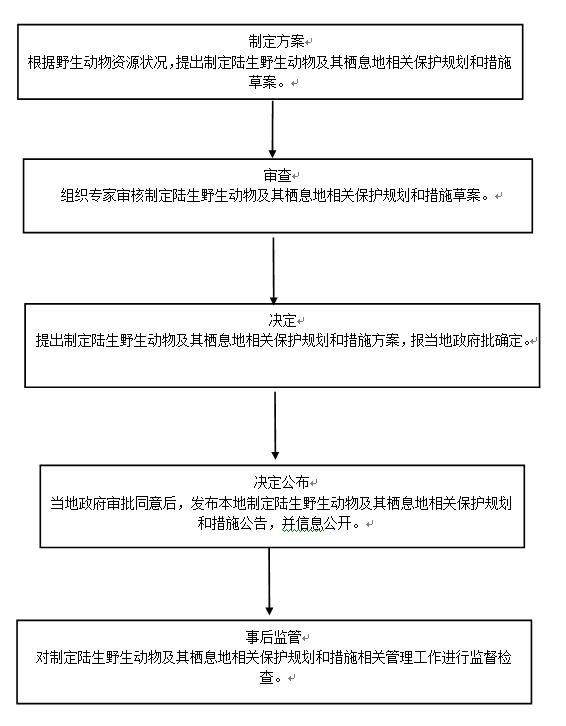 制定方案
根据野生动物资源状况，提出制定陆生野生动物及其栖息地相关保护规划和措施
草案。
审查
组织专家审核制定陆生野生动物及其栖息地相关保护规划和措施草案。
决定
提出制定陆生野生动物及其栖息地相关保护规划和措施方案，报当地政府批确定。
决定公布
当地政府审批同意后，发布本地制定陆生野生动物及其栖息地相关保护规划
和措施公告，并信息公开。
事后监管
对制定陆生野生动物及其栖息地相关保护规划和措施相关管理工作进行监督检
查。